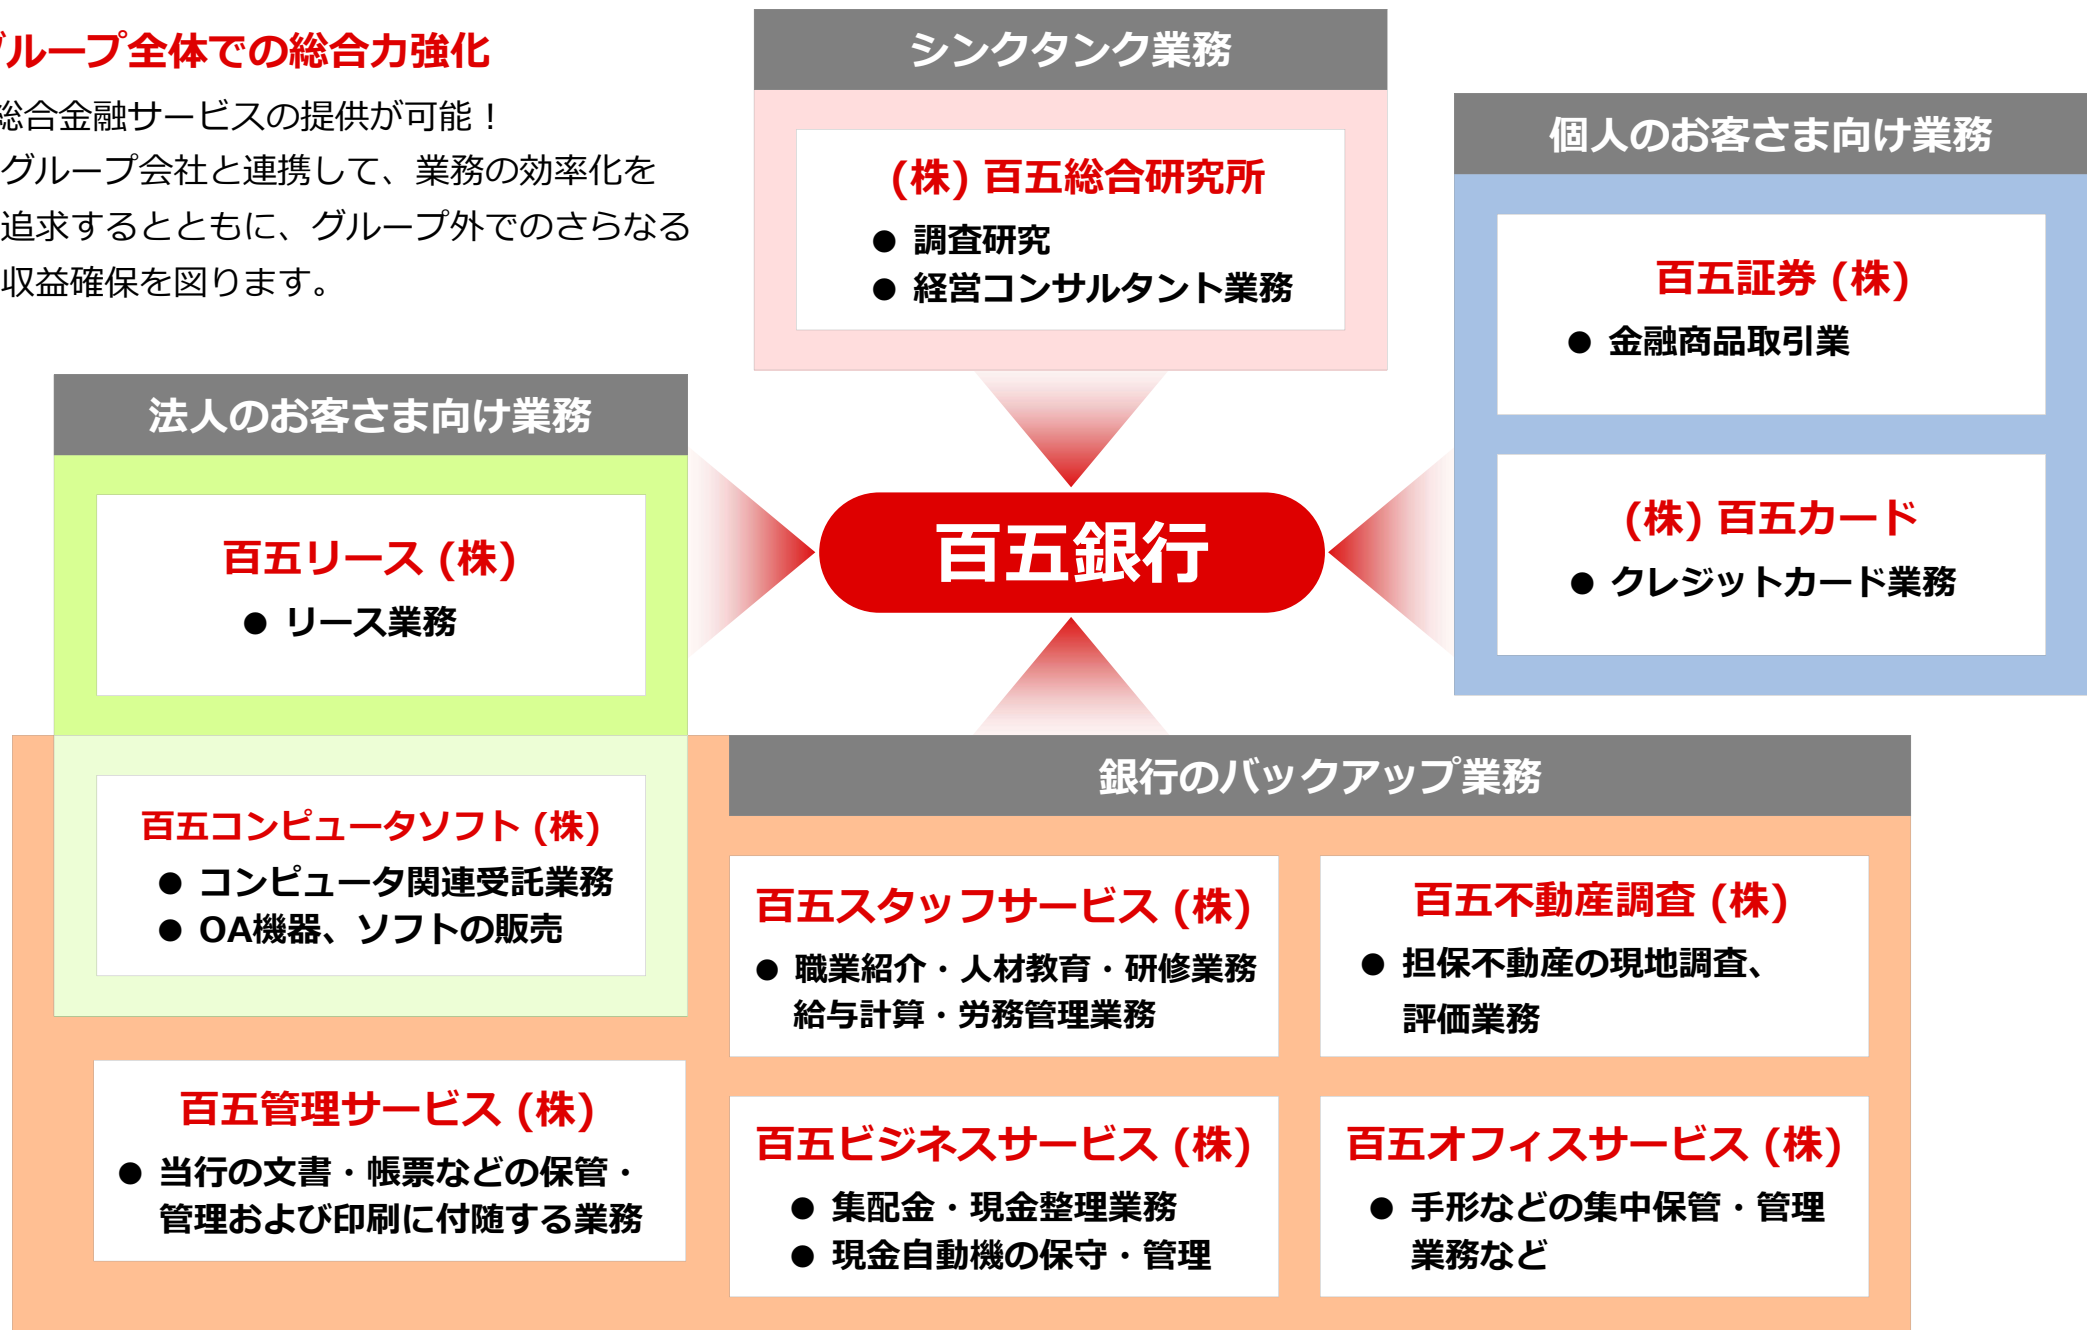 グループ全体での総合力強化
総合金融サービスの提供が可能！
グループ会社と連携して、業務の効率化を
追求するとともに、グループ外でのさらなる
収益確保を図ります。
シンクタンク業務
(株) 百五総合研究所
● 調査研究
● 経営コンサルタント業務
個人のお客さま向け業務
百五証券 (株)
● 金融商品取引業
(株) 百五カード
● クレジットカード業務
法人のお客さま向け業務
百五リース (株)
● リース業務
百五銀行
百五コンピュータソフト (株)
● コンピュータ関連受託業務
● OA機器、ソフトの販売
銀行のバックアップ業務
百五スタッフサービス (株)
● 職業紹介・人材教育・研修業務
給与計算・労務管理業務
百五不動産調査 (株)
● 担保不動産の現地調査、
評価業務
百五管理サービス (株)
● 当行の文書・帳票などの保管・
管理および印刷に付随する業務
百五ビジネスサービス (株)
● 集配金・現金整理業務
● 現金自動機の保守・管理
百五オフィスサービス (株)
● 手形などの集中保管・管理
業務など